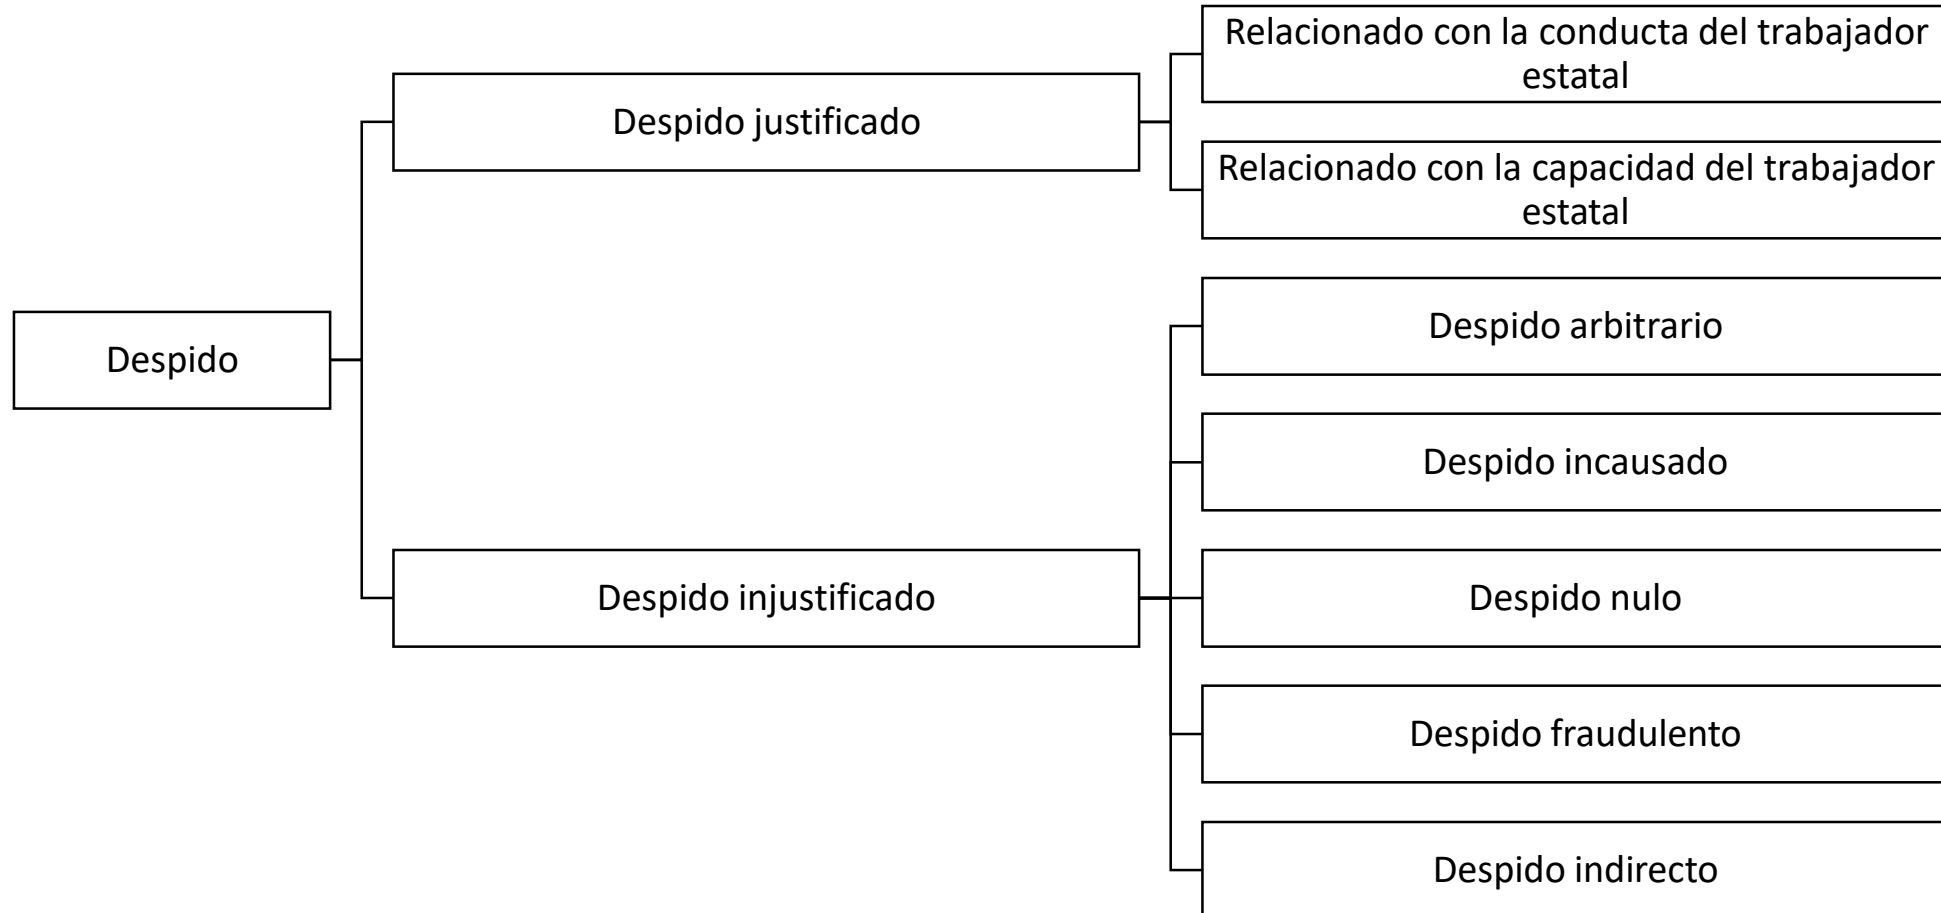 Despido
Despido justificado
Relacionado con la conducta del trabajador
estatal
Relacionado con la capacidad del trabajador
estatal
Despido injustificado
Despido arbitrario
Despido incausado
Despido nulo
Despido fraudulento
Despido indirecto